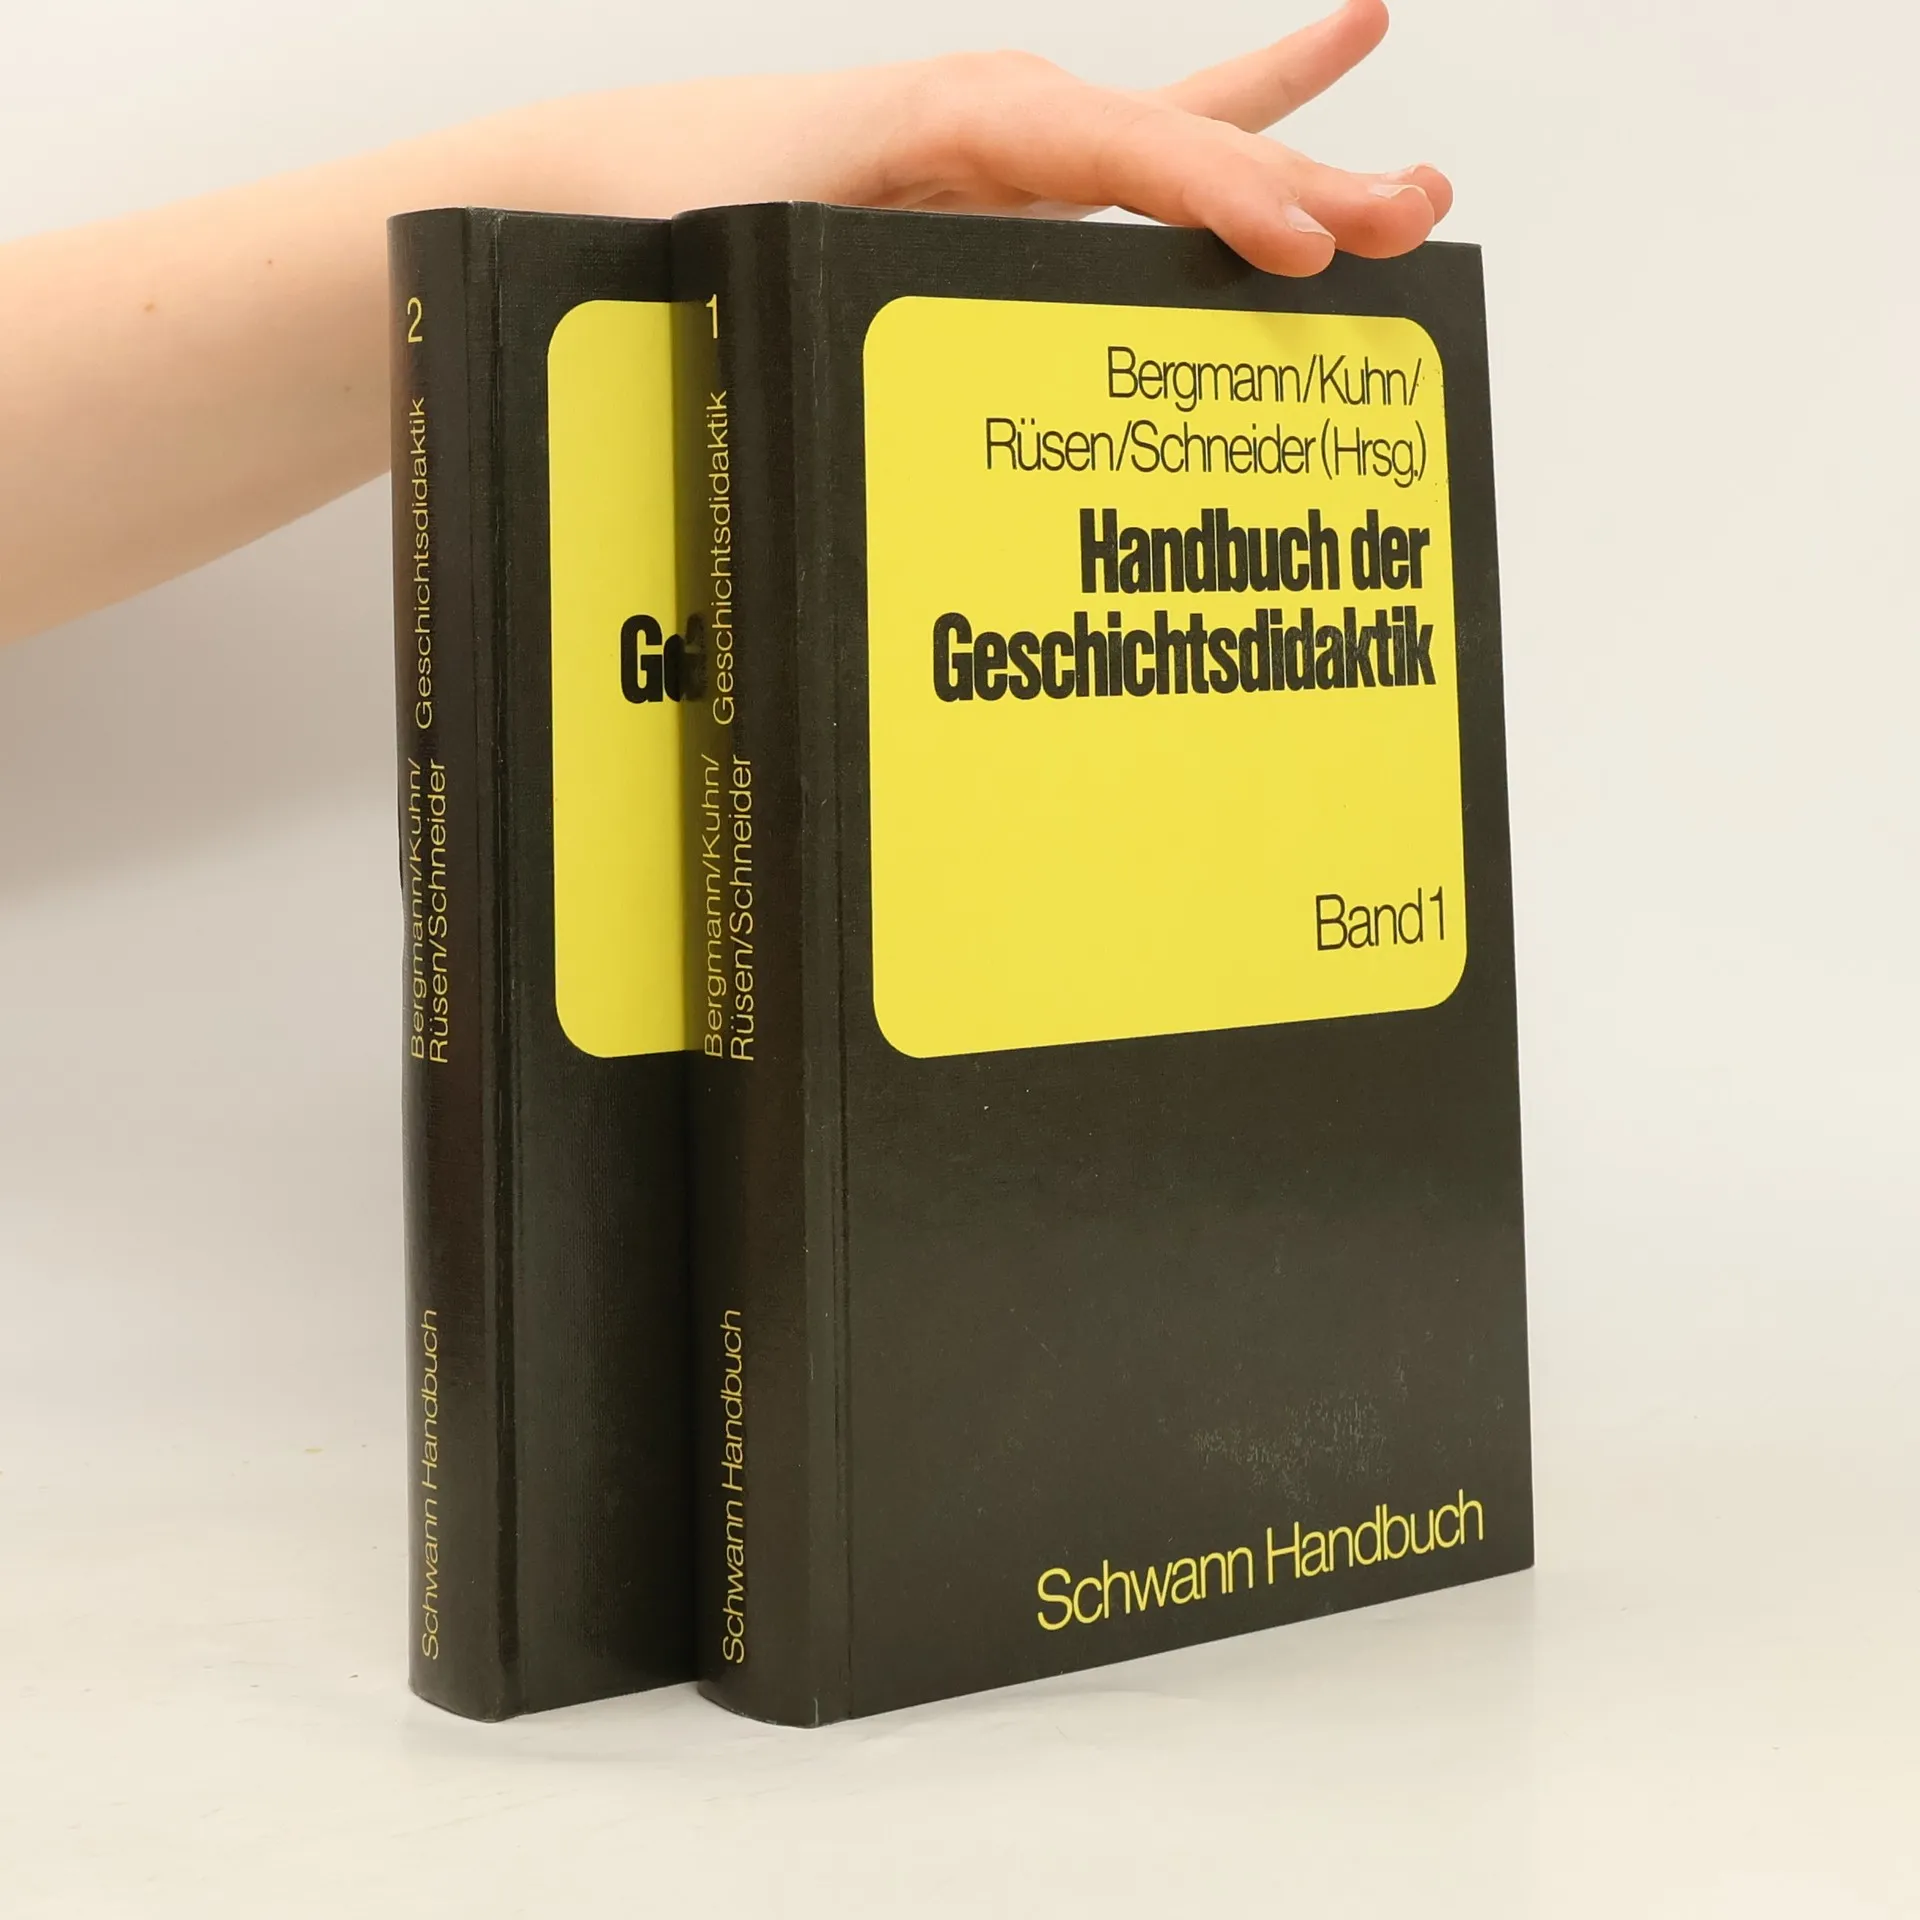 2
Geschichtsdidaktik
Bergmann/Kuhn/
Rüsen/Schneider
Schwann Handbuch
1
Geschichtsdidaktik
Bergmann/Kuhn/
Rüsen/Schneider
Schwann Handbuch
Bergmann/Kuhn/
Rüsen/Schneider (Hrsg.)
Handbuch der
Geschichtsdidaktik
Band 1
Schwann Handbuch